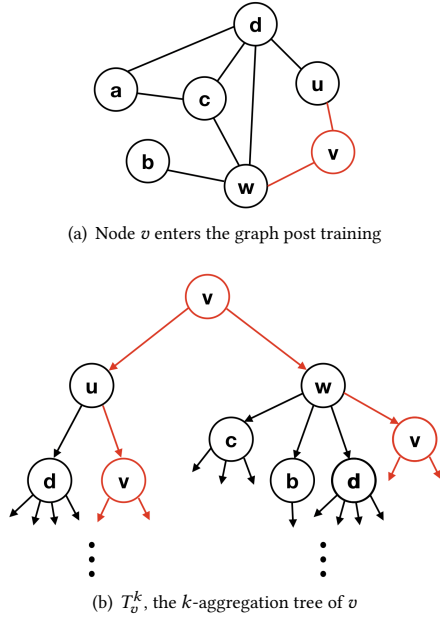 d
a
c
u
b
w
v
(a) Node v enters the graph post training
v
u
w
c
v
d
v
b
d
(b) T_v^k, the k-aggregation tree of v